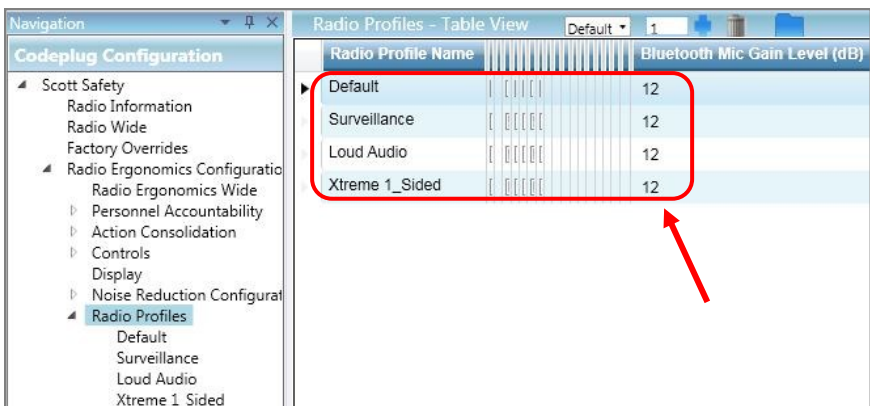 Navigation
Codeplug Configuration
Scott Safety
Radio Information
Radio Wide
Factory Overrides
Radio Ergonomics Configuratio
Radio Ergonomics Wide
Personnel Accountability
Action Consolidation
Controls
Display
Noise Reduction Configurat
Radio Profiles
Default
Surveillance
Loud Audio
Xtreme 1_Sided
Radio Profiles - Table View Default 1
Radio Profile Name Bluetooth Mic Gain Level (dB)
Default 12
Surveillance 12
Loud Audio 12
Xtreme 1_Sided 12